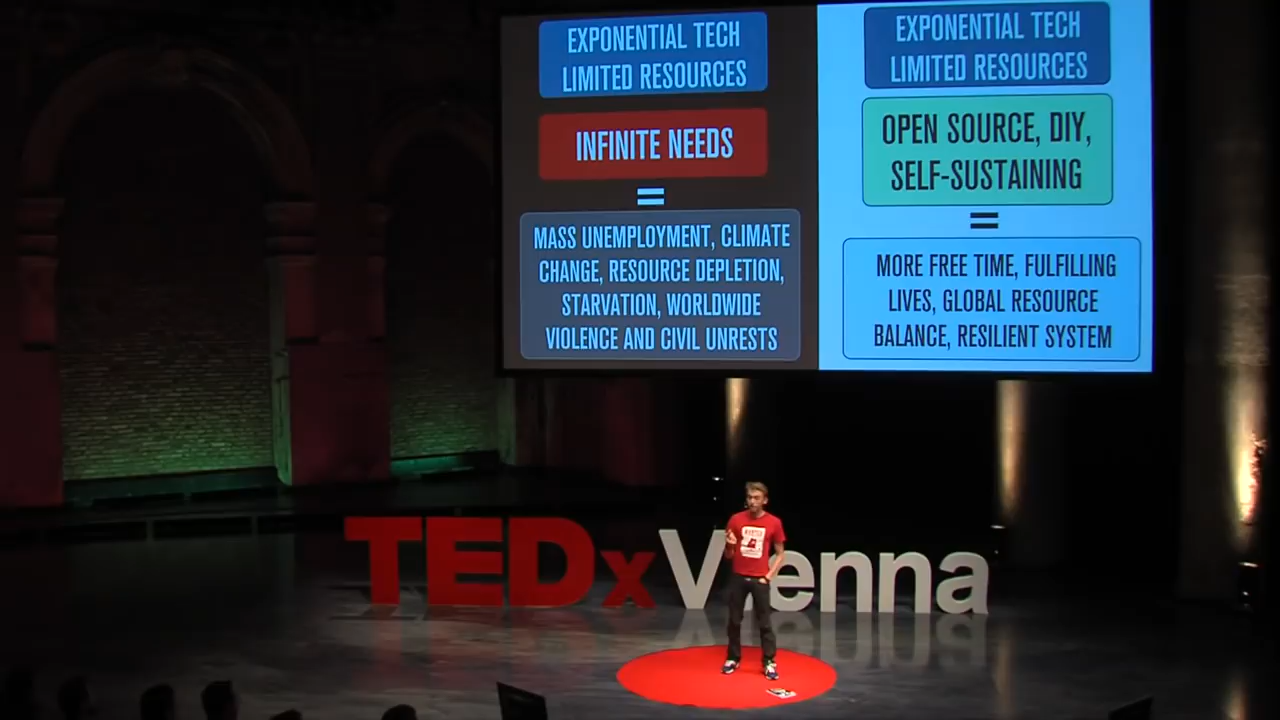 EXPONENTIAL TECH
LIMITED RESOURCES
INFINITE NEEDS
=
MASS UNEMPLOYMENT, CLIMATE
CHANGE, RESOURCE DEPLETION,
STARVATION, WORLDWIDE
VIOLENCE AND CIVIL UNRESTS
EXPONENTIAL TECH
LIMITED RESOURCES
OPEN SOURCE, DIY,
SELF-SUSTAINING
=
MORE FREE TIME, FULFILLING
LIVES, GLOBAL RESOURCE
BALANCE, RESILIENT SYSTEM
TEDxVienna